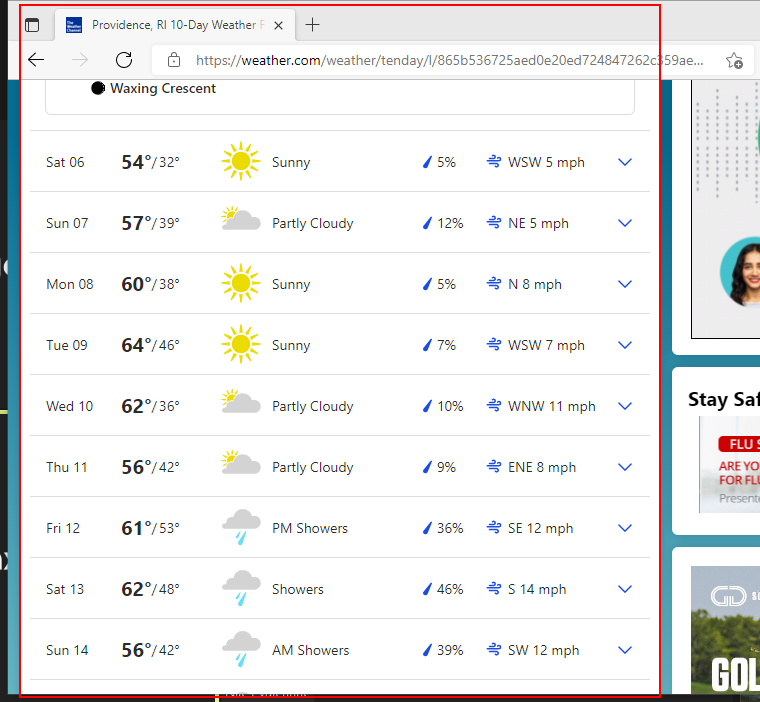 The Weather Channel
Providence, RI 10-Day Weather F
https://weather.com/weather/tenday/l/865b536725aed0e20ed724847262c359ae...
Waxing Crescent
Sat 06 54°/32° Sunny 5% WSW 5 mph
Sun 07 57°/39° Partly Cloudy 12% NE 5 mph
Mon 08 60°/38° Sunny 5% N 8 mph
Tue 09 64°/46° Sunny 7% WSW 7 mph
Wed 10 62°/36° Partly Cloudy 10% WNW 11 mph
Thu 11 56°/42° Partly Cloudy 9% ENE 8 mph
Fri 12 61°/53° PM Showers 36% SE 12 mph
Sat 13 62°/48° Showers 46% S 14 mph
Sun 14 56°/42° AM Showers 39% SW 12 mph
Stay Saf
FLU S
ARE YO
FOR FLU
Presente
GOL